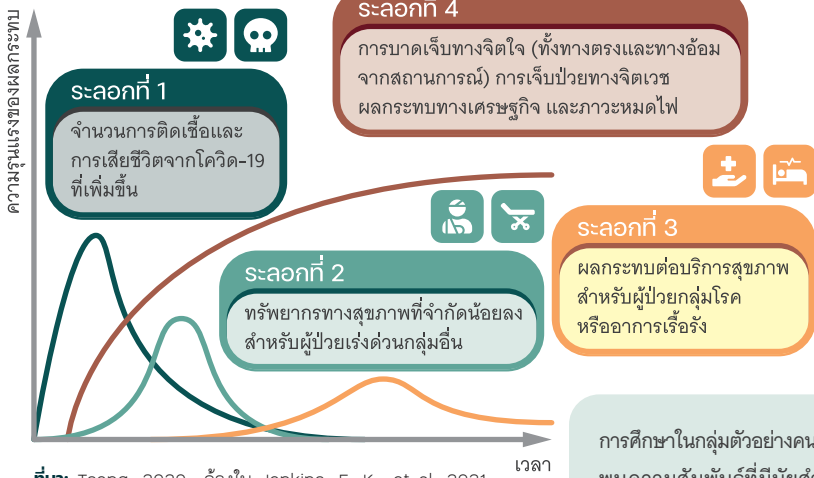 ความรุนแรงของผลกระทบ
ระลอกที่ 1
จำนวนการติดเชื้อและ
การเสียชีวิตจากโควิด-19
ที่เพิ่มขึ้น
ระลอกที่ 4
การบาดเจ็บทางจิตใจ (ทั้งทางตรงและทางอ้อม
จากสถานการณ์) การเจ็บป่วยทางจิตเวช
ผลกระทบทางเศรษฐกิจ และภาวะหมดไฟ
ระลอกที่ 2
ทรัพยากรทางสุขภาพที่จำกัดน้อยลง
สำหรับผู้ป่วยเร่งด่วนกลุ่มอื่น
ระลอกที่ 3
ผลกระทบต่อบริการสุขภาพ
สำหรับผู้ป่วยกลุ่มโรค
หรืออาการเรื้อรัง
เวลา
การศึกษาในกลุ่มตัวอย่างคน